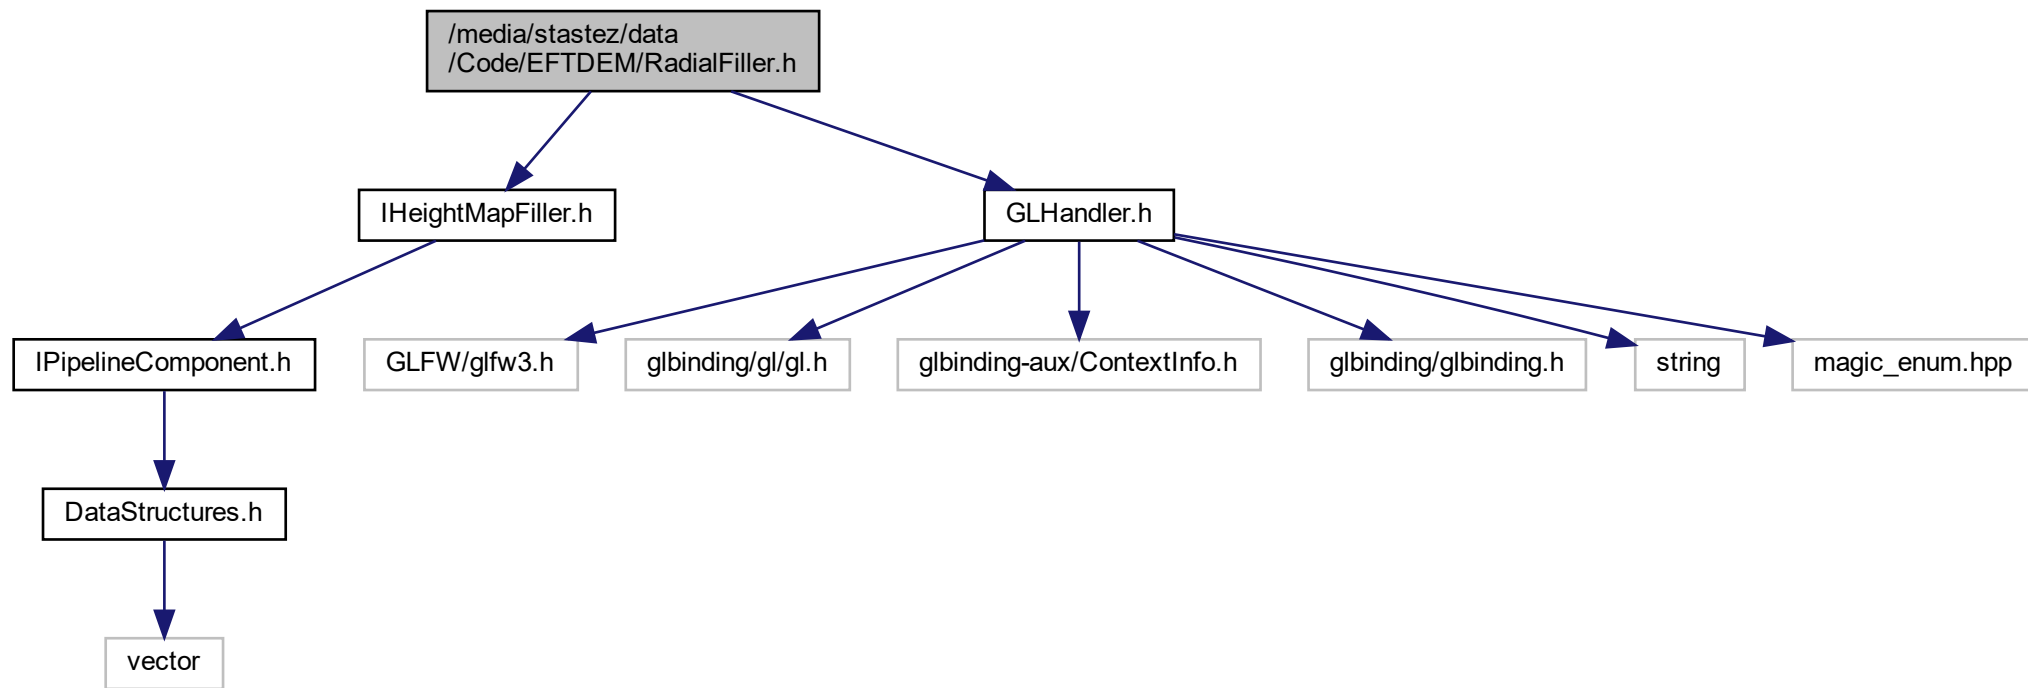 /media/stastez/data
/Code/EFTDEM/RadialFiller.h
IHeightMapFiller.h
GLHandler.h
IPipelineComponent.h
GLFW/glfw3.h
glbinding/gl/gl.h
glbinding-aux/ContextInfo.h
glbinding/glbinding.h
string
magic_enum.hpp
DataStructures.h
vector